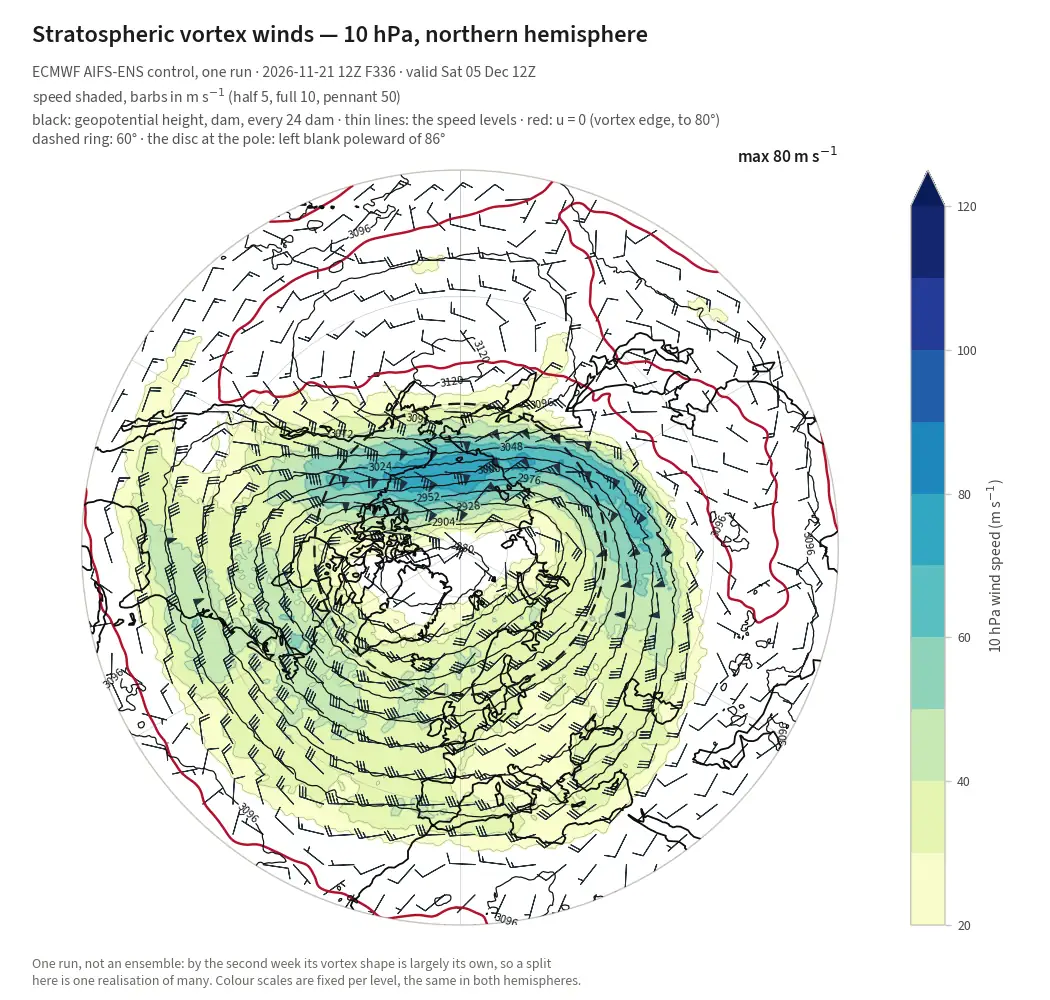 Stratospheric vortex winds — 10 hPa, northern hemisphere
ECMWF AIFS-ENS control, one run · 2026-11-21 12Z F336 · valid Sat 05 Dec 12Z
speed shaded, barbs in m s⁻¹ (half 5, full 10, pennant 50)
black: geopotential height, dam, every 24 dam · thin lines: the speed levels · red: u = 0 (vortex edge, to 80°)
dashed ring: 60° · the disc at the pole: left blank poleward of 86°
max 80 m s⁻¹
120
100
80
60
40
20
10 hPa wind speed (m s⁻¹)
3096
3120
3120
3096
3048
3024
2976
2952
2928
2904
3096
3096
3096
3096
3096
3096
One run, not an ensemble: by the second week its vortex shape is largely its own, so a split
here is one realisation of many. Colour scales are fixed per level, the same in both hemispheres.